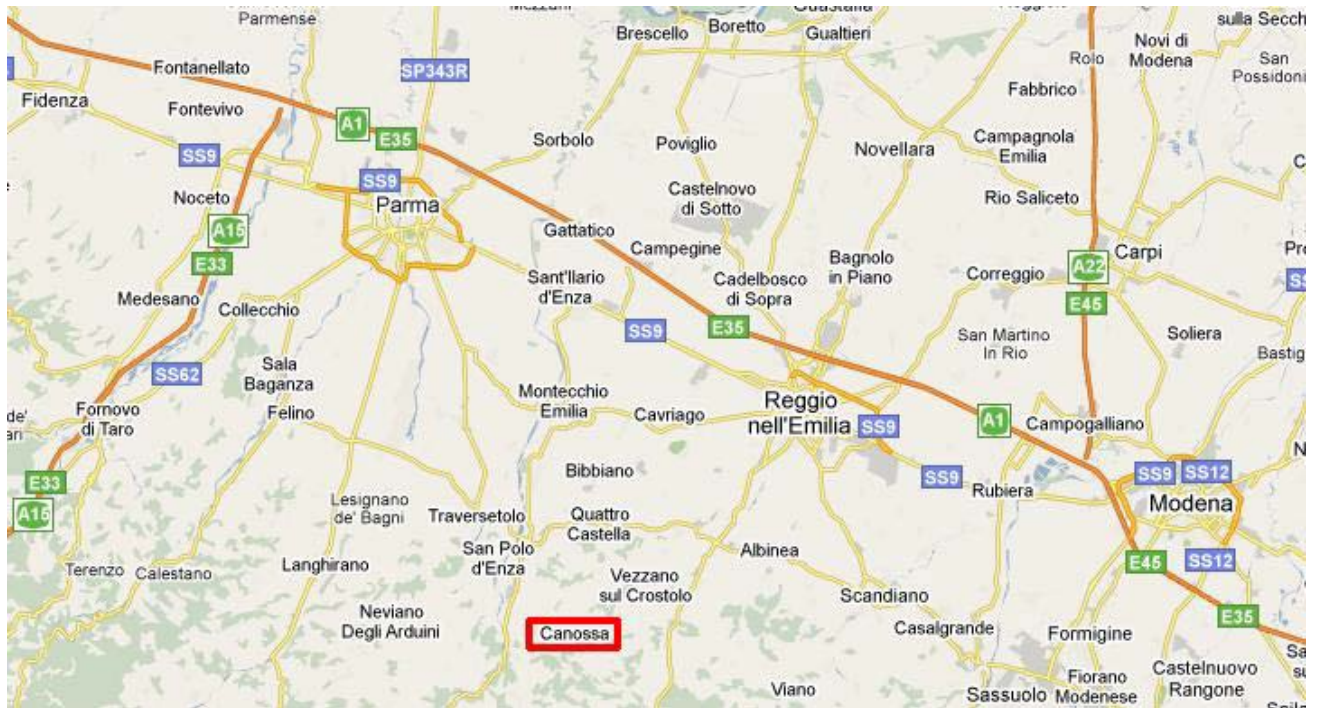 Parmense
Brescello
Boretto
Gualtieri
sulla Secch
Novi di
Modena
Rolo
San
Possidoni
Fontanellato
SP343R
Fidenza
Fontevivo
A1
E35
Fabbrico
Sorbolo
Poviglio
Novellara
Campagnola
Emilia
SS9
SS9
Noceto
Parma
Castelnovo
di Sotto
Rio Saliceto
A15
E33
Gattatico
Campegine
Bagnolo
in Piano
Carpi
A22
E45
Sant'Ilario
d'Enza
Cadelbosco
di Sopra
Correggio
Medesano
Collecchio
SS9
E35
San Martino
In Rio
Soliera
Bastig
Sala
Baganza
SS62
Montecchio
Emilia
Reggio
nell'Emilia
Fornovo
di Taro
Felino
Cavriago
SS9
A1
Campogalliano
de'
E33
A15
Bibbiano
SS9
Rubiera
SS9
SS12
Modena
Lesignano
de' Bagni
Traversetolo
Quattro
Castella
San Polo
d'Enza
Albinea
E45
SS12
Terenzo
Calestano
Langhirano
Vezzano
sul Crostolo
Scandiano
E35
Neviano
Degli Arduini
Canossa
Casalgrande
Formigine
Viano
Sassuolo
Fiorano
Modenese
Castelnuovo
Rangone